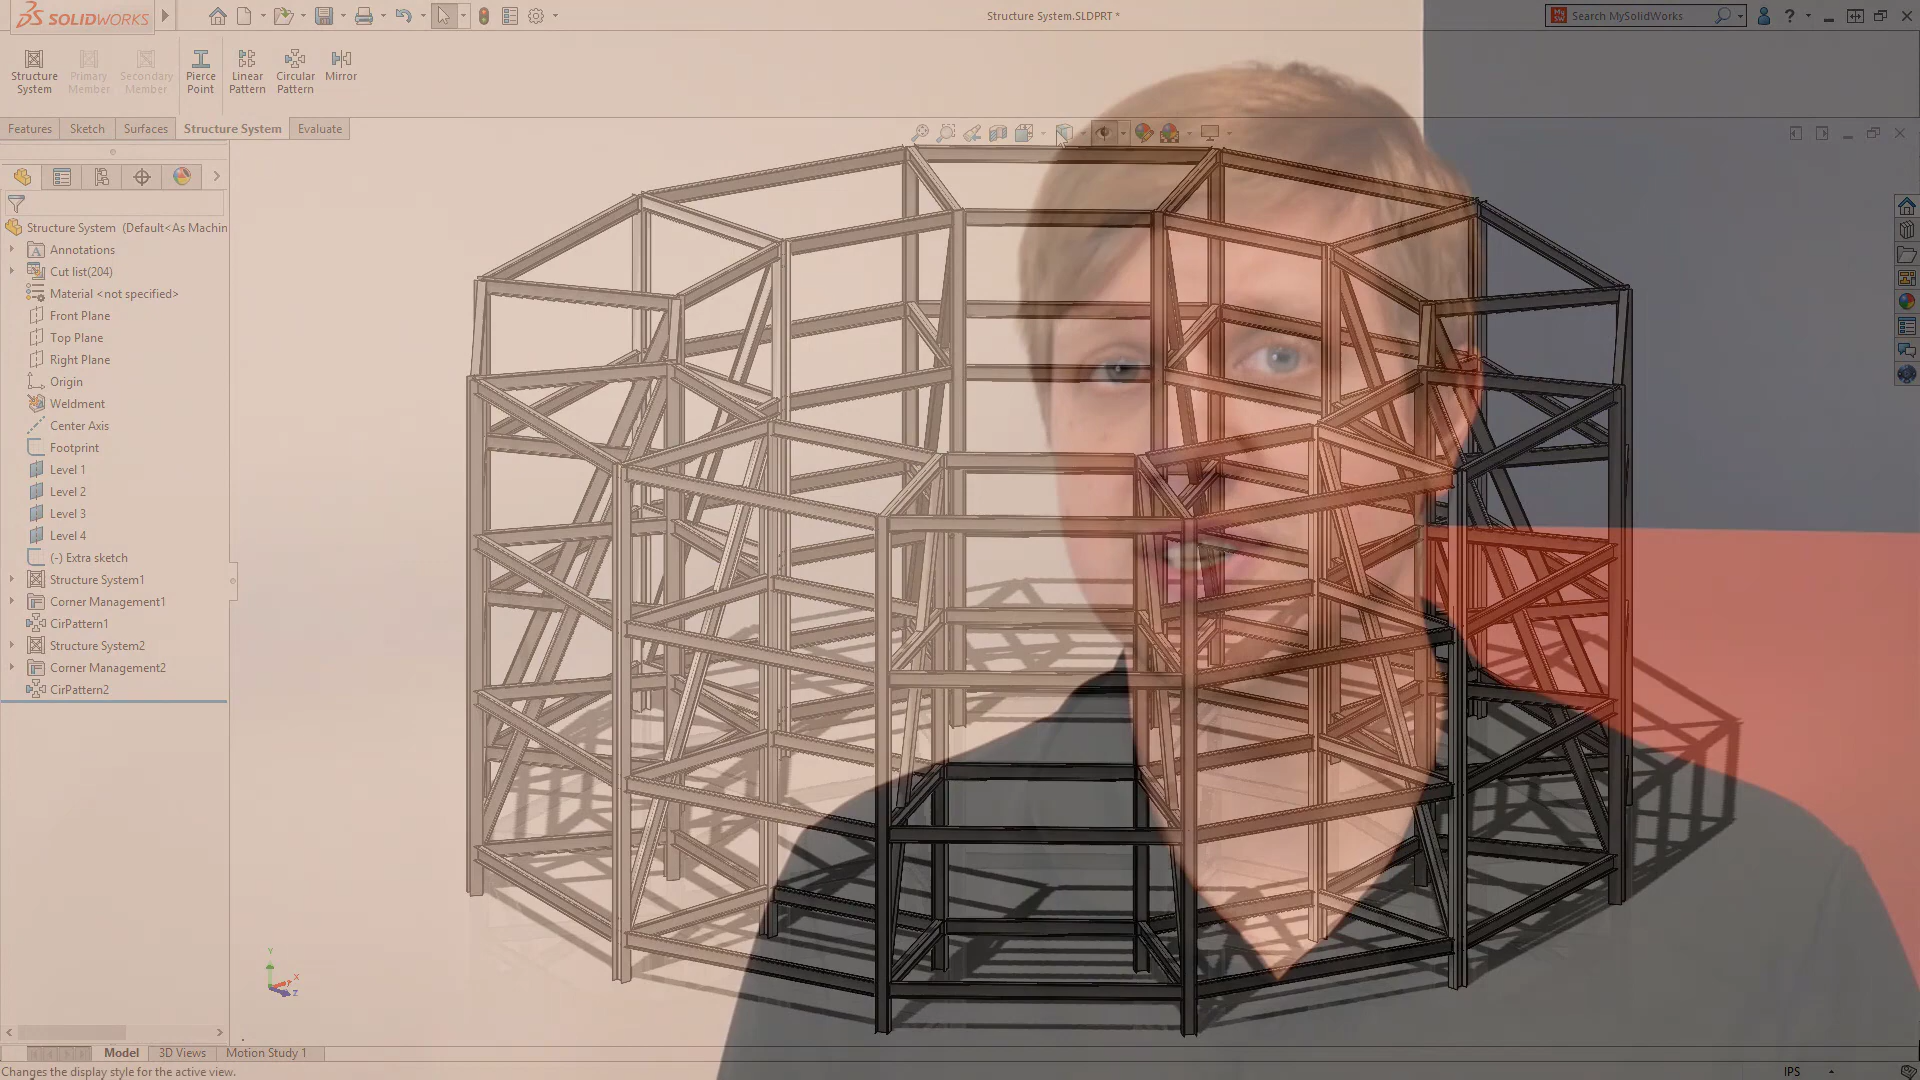 SOLIDWORKS
Structure System.SLDPRT *
Search MySolidWorks
Structure System
Primary Member
Secondary Member
Pierce Point
Linear Pattern
Circular Pattern
Mirror
Features
Sketch
Surfaces
Structure System
Evaluate
Structure System (Default<As Machin
Annotations
Cut list(204)
Material <not specified>
Front Plane
Top Plane
Right Plane
Origin
Weldment
Center Axis
Footprint
Level 1
Level 2
Level 3
Level 4
(-) Extra sketch
Structure System1
Corner Management1
CirPattern1
Structure System2
Corner Management2
CirPattern2
Y
X
Z
Model
3D Views
Motion Study 1
Changes the display style for the active view.
IPS